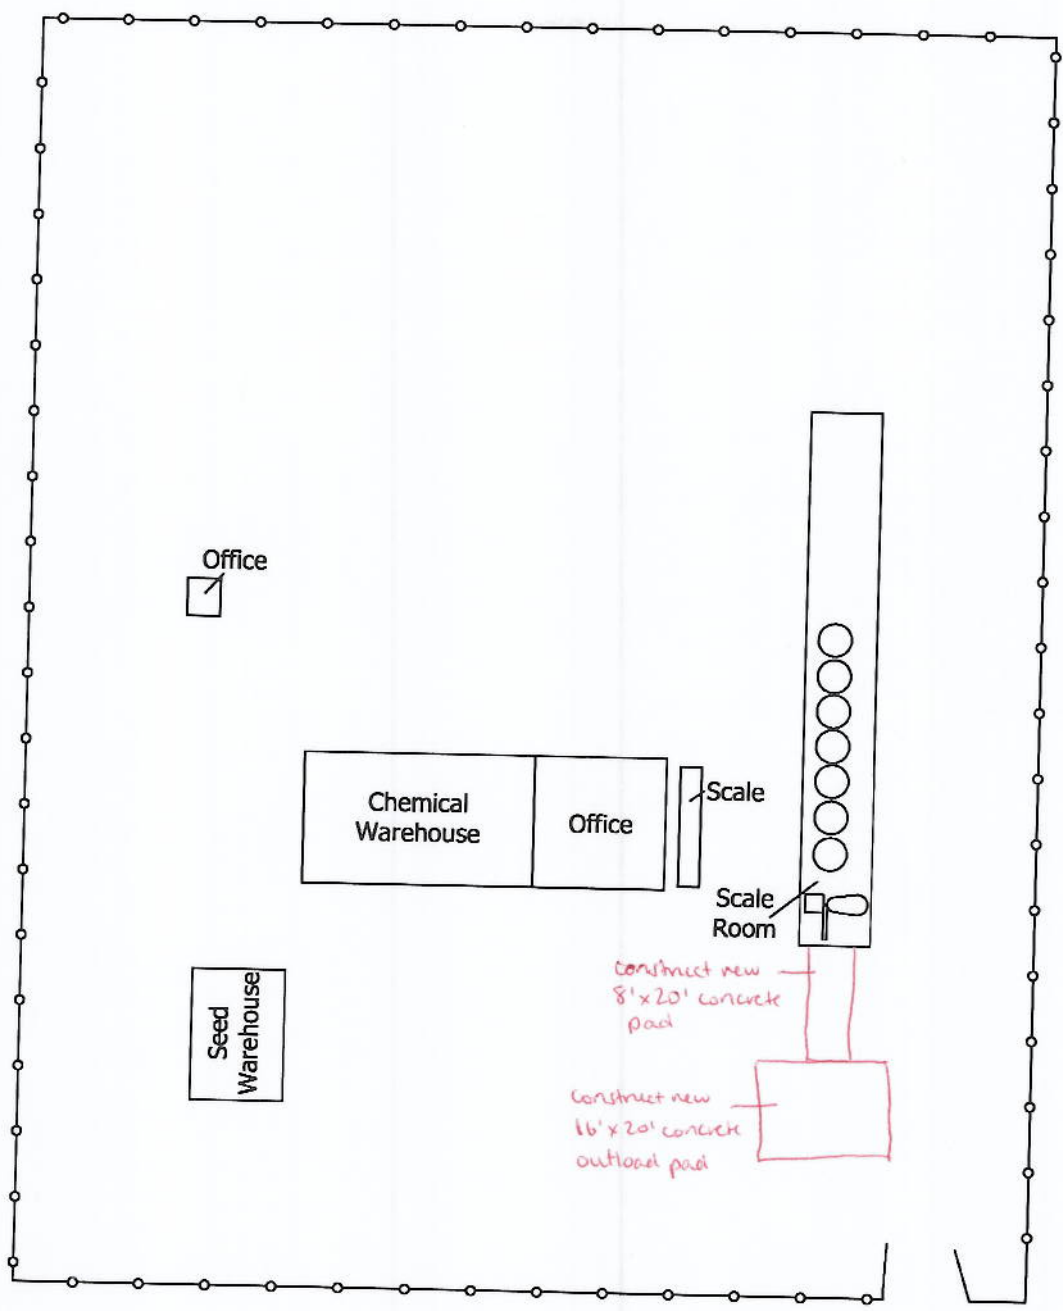 Office
Chemical
Warehouse
Office
Scale
Scale
Room
Seed
Warehouse
construct new
8'x20' concrete
pad
construct new
16'x20' concrete
outload pad